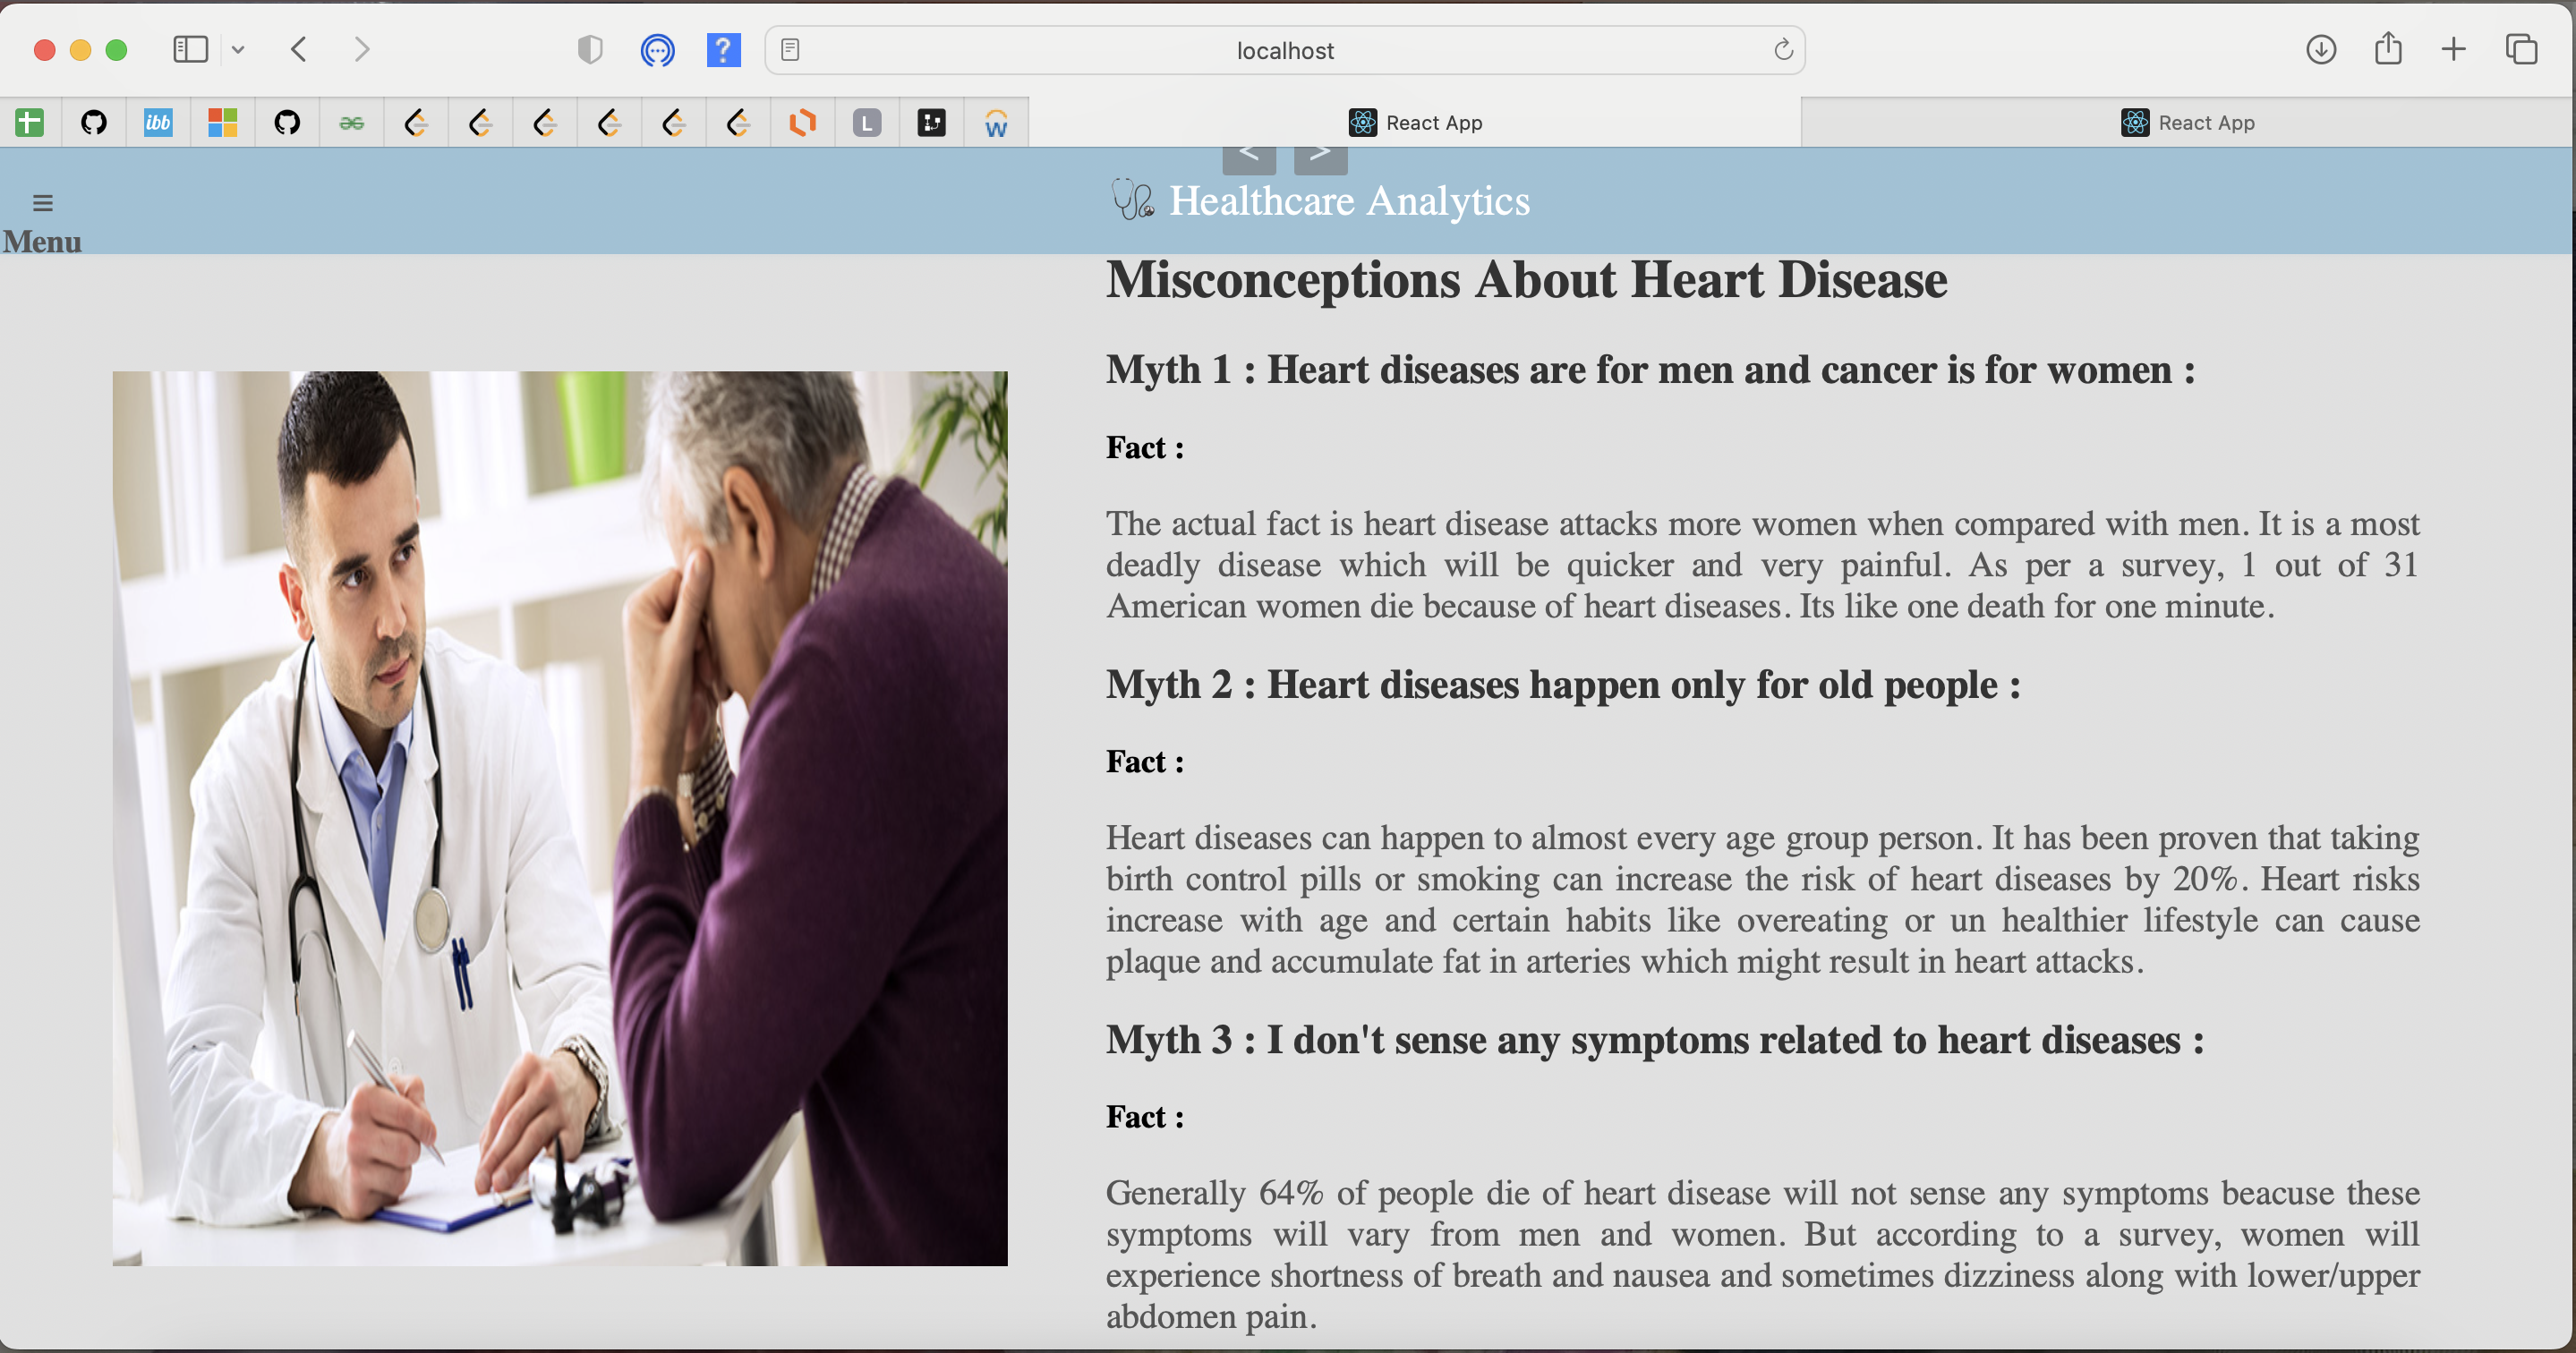 localhost
ibb
L
W
React App
React App
< >
Healthcare Analytics
Menu
Misconceptions About Heart Disease
Myth 1 : Heart diseases are for men and cancer is for women :
Fact :
The actual fact is heart disease attacks more women when compared with men. It is a most
deadly disease which will be quicker and very painful. As per a survey, 1 out of 31
American women die because of heart diseases. Its like one death for one minute.
Myth 2 : Heart diseases happen only for old people :
Fact :
Heart diseases can happen to almost every age group person. It has been proven that taking
birth control pills or smoking can increase the risk of heart diseases by 20%. Heart risks
increase with age and certain habits like overeating or un healthier lifestyle can cause
plaque and accumulate fat in arteries which might result in heart attacks.
Myth 3 : I don't sense any symptoms related to heart diseases :
Fact :
Generally 64% of people die of heart disease will not sense any symptoms beacuse these
symptoms will vary from men and women. But according to a survey, women will
experience shortness of breath and nausea and sometimes dizziness along with lower/upper
abdomen pain.